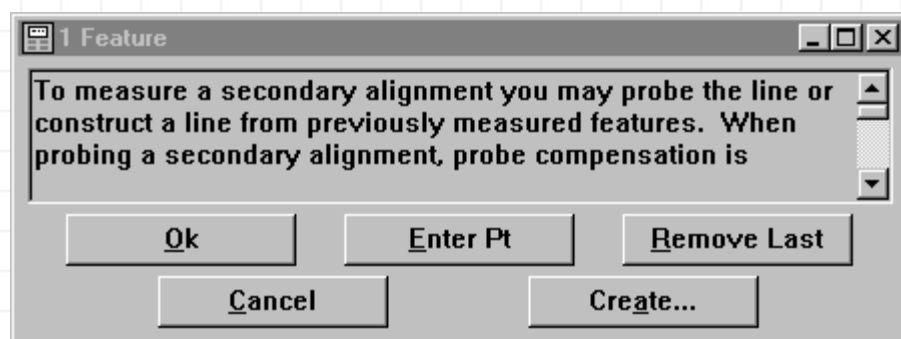 1 Feature
To measure a secondary alignment you may probe the line or
construct a line from previously measured features. When
probing a secondary alignment, probe compensation is
Ok Enter Pt Remove Last
Cancel Create...